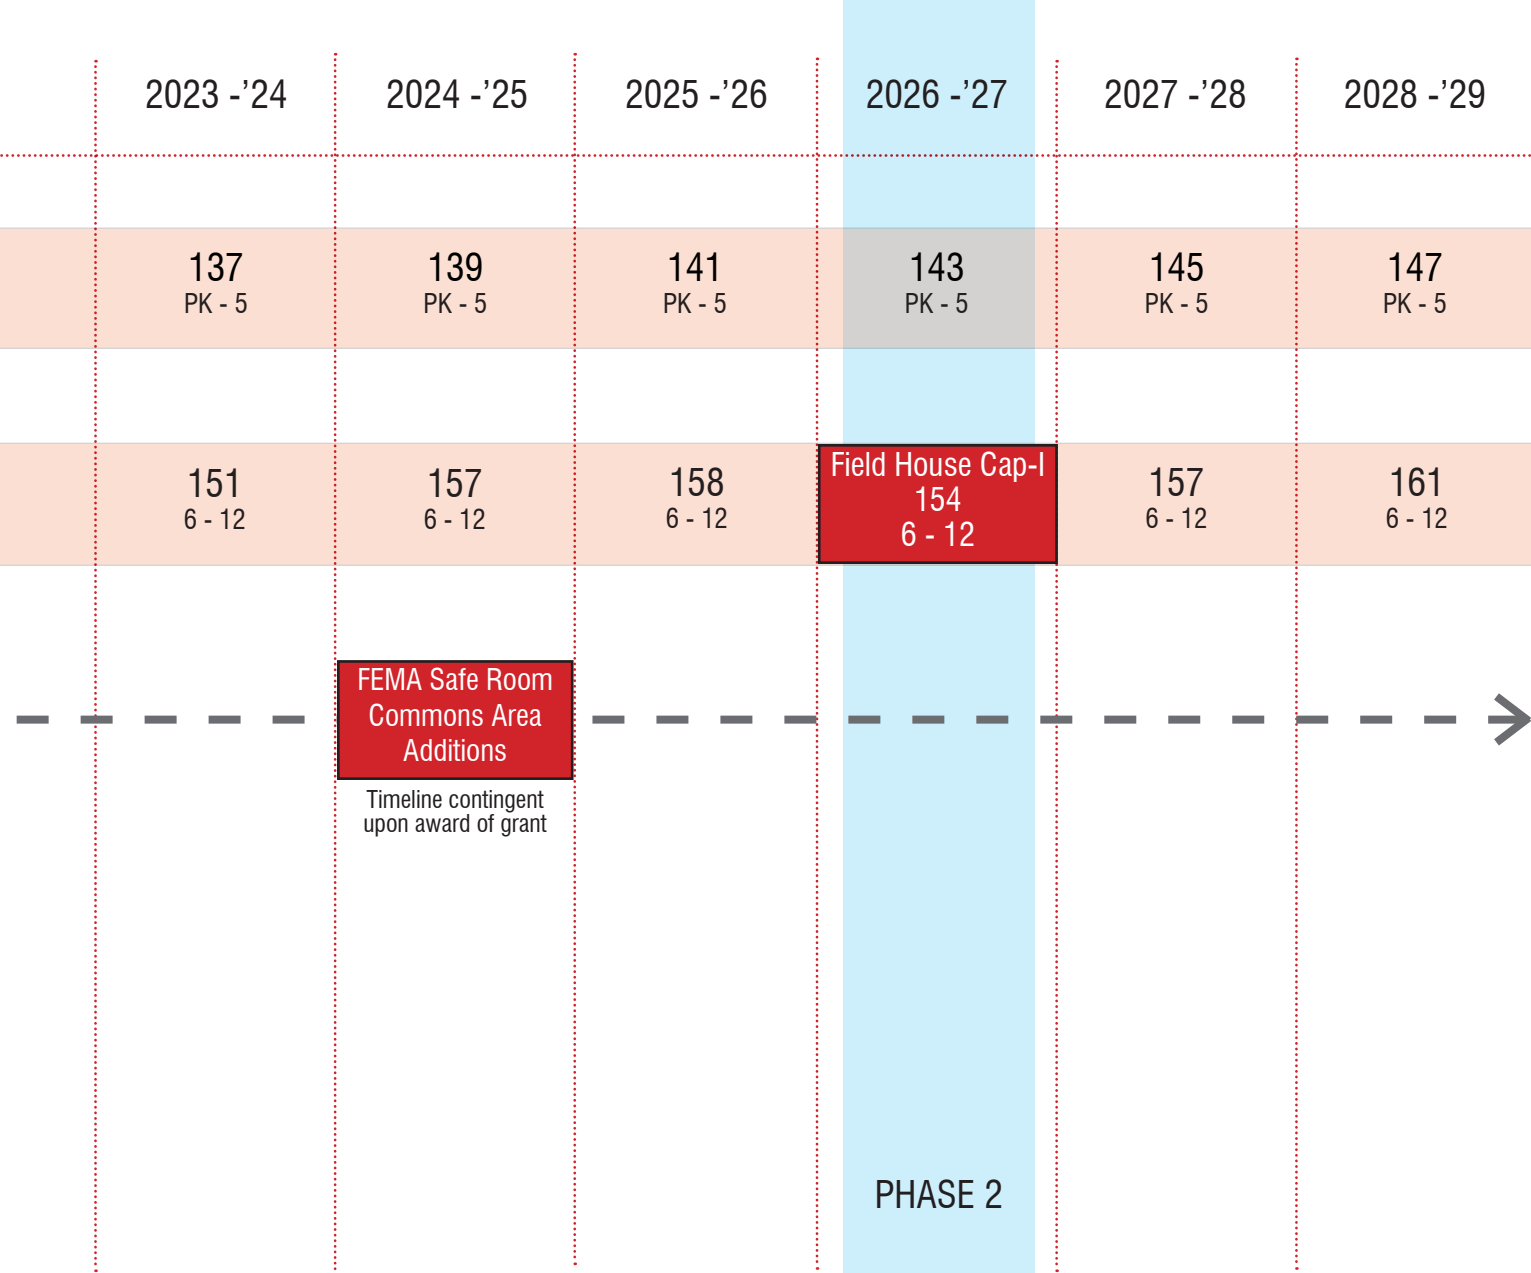 2023 -’24 2024 -’25 2025 -’26 2026 -’27 2027 -’28 2028 -’29
137 139 141 143 145 147
PK - 5 PK - 5 PK - 5 PK - 5 PK - 5 PK - 5
Field House Cap-I
151 157 158 154 157 161
6 - 12 6 - 12 6 - 12 6 - 12 6 - 12 6 - 12
FEMA Safe Room
Commons Area
Additions
Timeline contingent
upon award of grant
PHASE 2